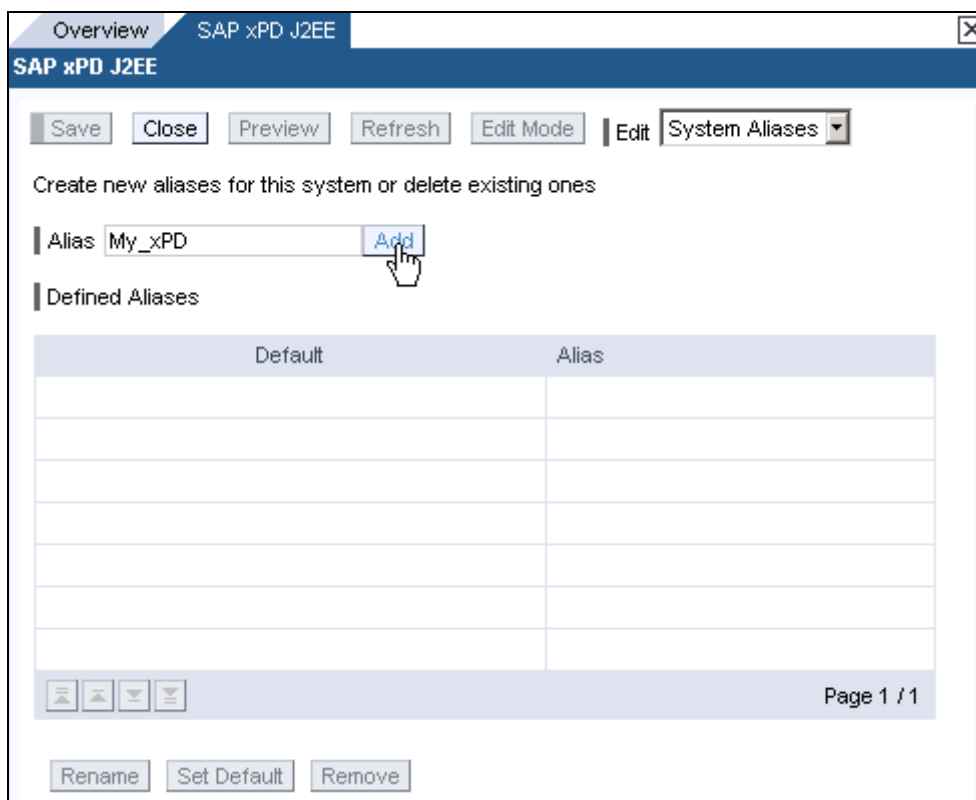 Overview SAP xPD J2EE
SAP xPD J2EE
Save Close Preview Refresh Edit Mode Edit System Aliases
Create new aliases for this system or delete existing ones
Alias My_xPD Add
Defined Aliases
Default Alias
Page 1 / 1
Rename Set Default Remove